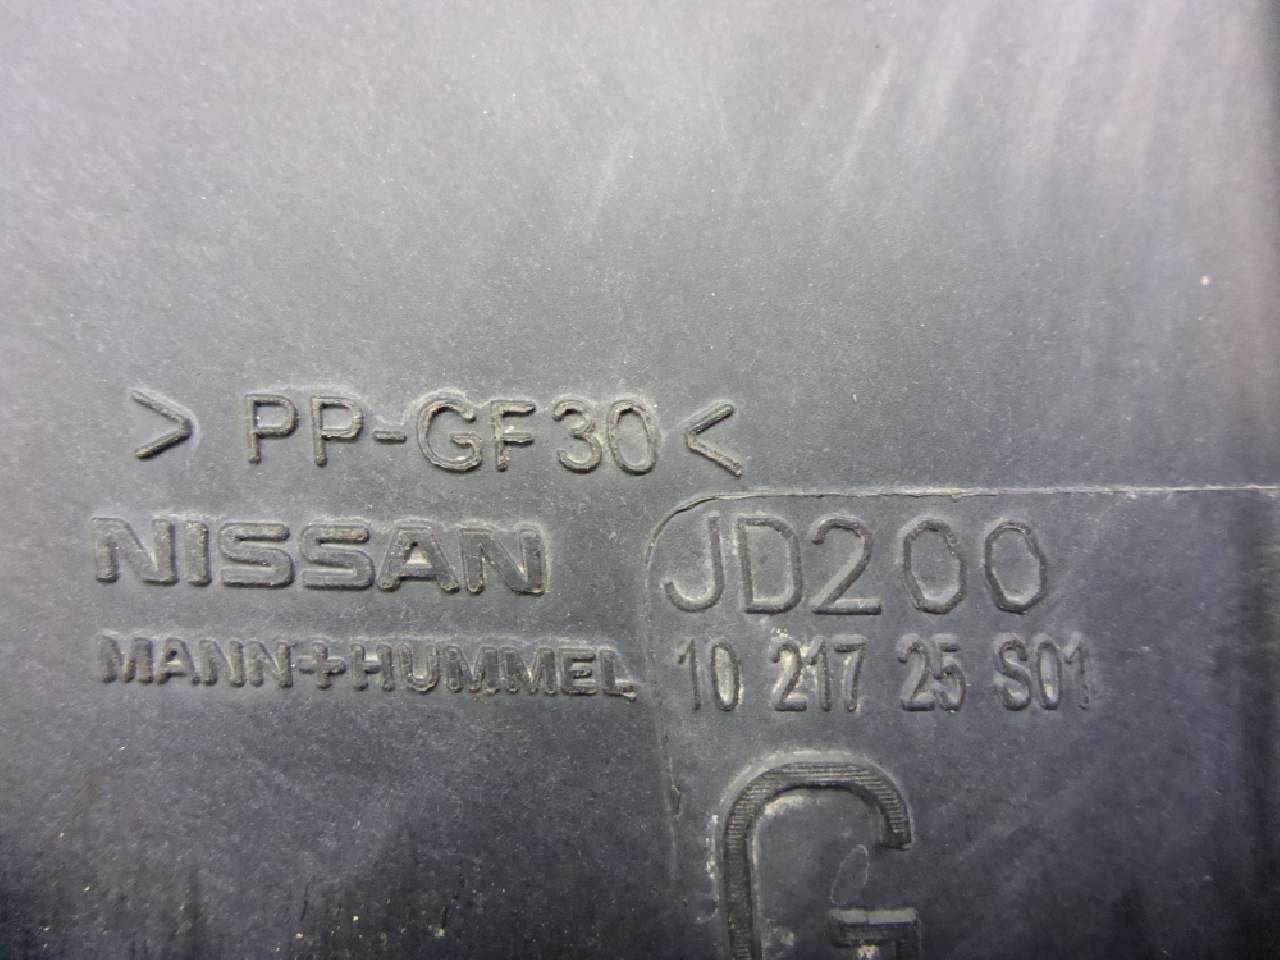 >PP-GF30<
NISSAN JD200
MANN+HUMMEL 10 217 25 S01
G